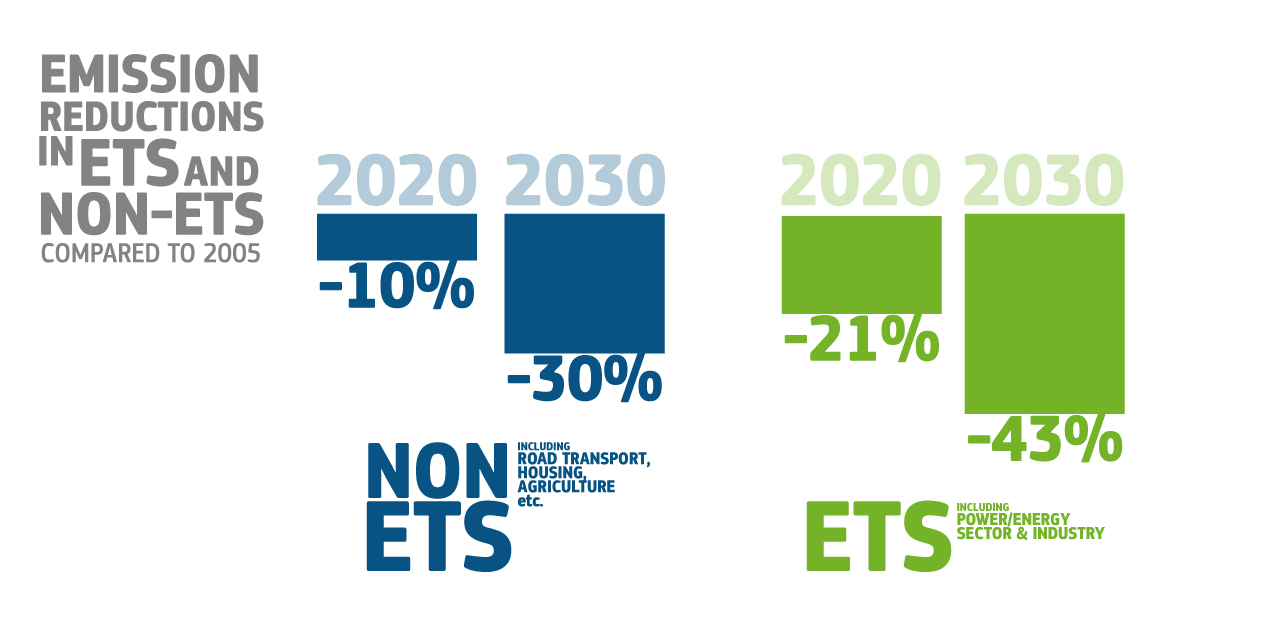 EMISSION
REDUCTIONS
IN ETS AND
NON-ETS
COMPARED TO 2005
2020 2030
-10%
-30%
NON
ETS
INCLUDING
ROAD TRANSPORT,
HOUSING,
AGRICULTURE
etc.
2020 2030
-21%
-43%
ETS
INCLUDING
POWER/ENERGY
SECTOR & INDUSTRY